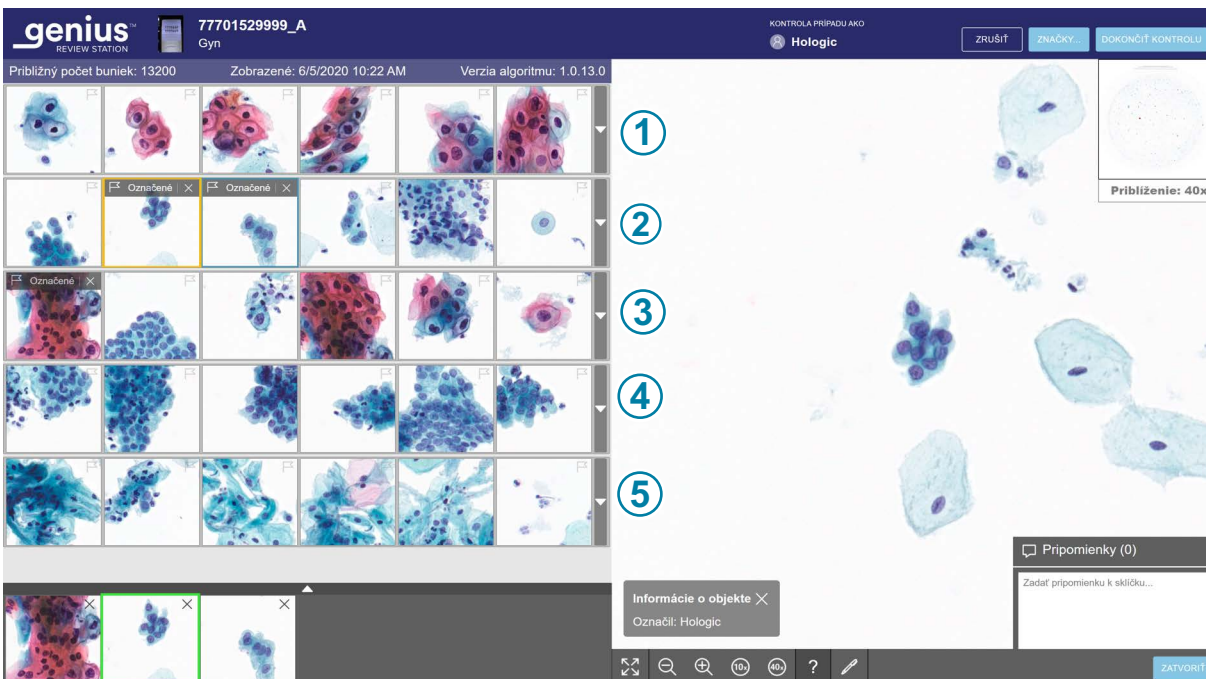 genius™
REVIEW STATION
77701529999_A
Gyn
KONTROLA PRÍPADU AKO
Hologic
ZRUŠIŤ
ZNAČKY...
DOKONČIŤ KONTROLU
Približný počet buniek: 13200
Zobrazené: 6/5/2020 10:22 AM
Verzia algoritmu: 1.0.13.0
1
Priblíženie: 40x
Označené
Označené
2
Označené
3
4
5
Pripomienky (0)
Zadať pripomienku k sklíčku...
Informácie o objekte
Označil: Hologic
10x
40x
?
ZATVORIŤ